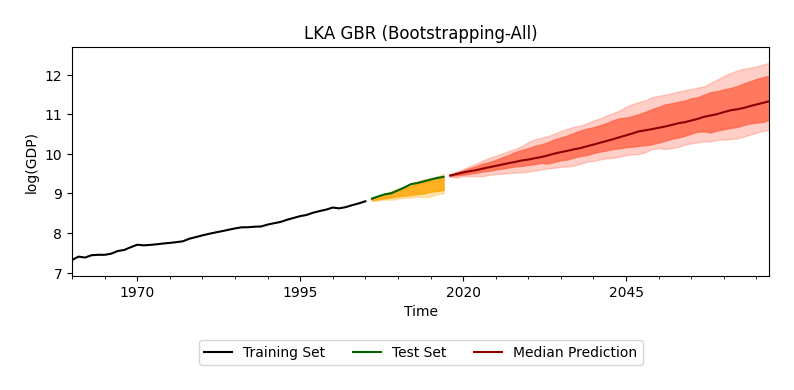 LKA GBR (Bootstrapping-All)
log(GDP)
12
11
10
9
8
7
1970
1995
2020
2045
Time
Training Set
Test Set
Median Prediction